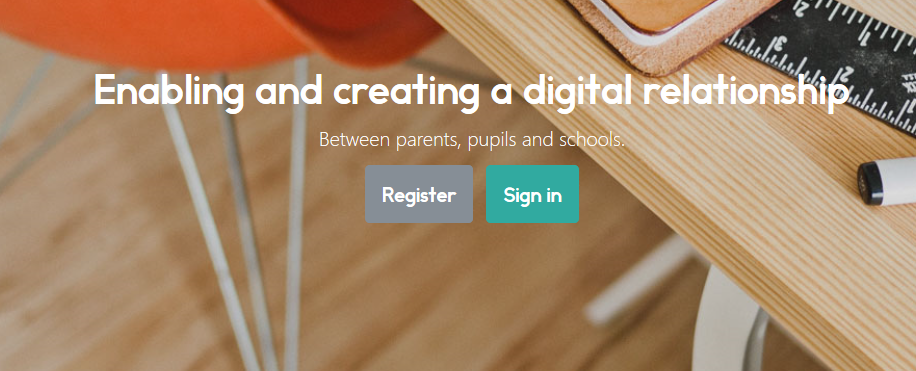 Enabling and creating a digital relationship
Between parents, pupils and schools.
Register Sign in